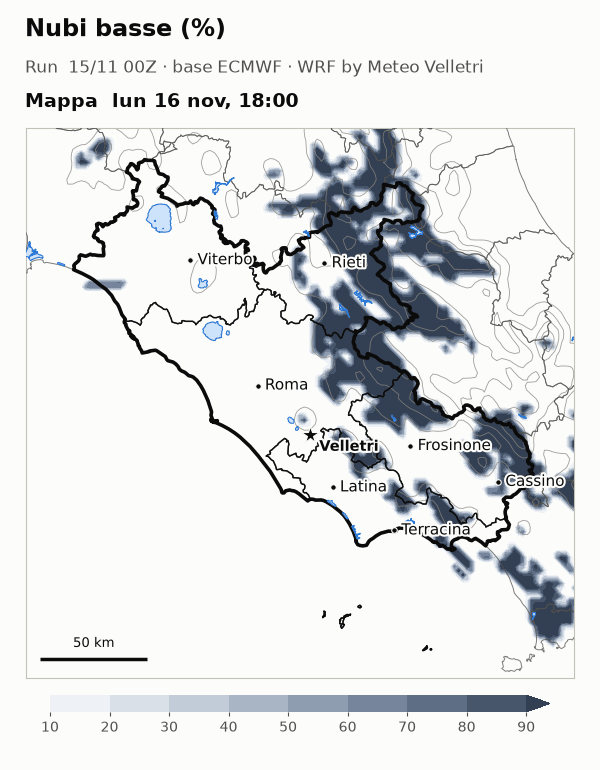 Nubi basse (%)
Run  15/11 00Z · base ECMWF · WRF by Meteo Velletri
Mappa  lun 16 nov, 18:00
Viterbo
Rieti
Roma
Velletri
Frosinone
Latina
Cassino
Terracina
50 km
10 20 30 40 50 60 70 80 90